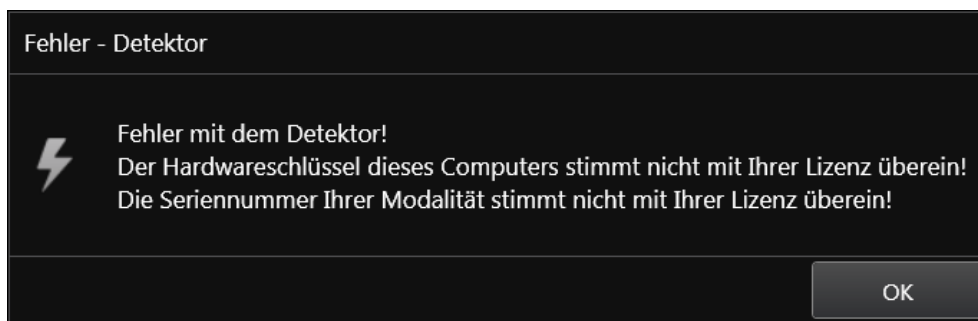 Fehler - Detektor
Fehler mit dem Detektor!
Der Hardwareschlüssel dieses Computers stimmt nicht mit Ihrer Lizenz überein!
Die Seriennummer Ihrer Modalität stimmt nicht mit Ihrer Lizenz überein!
OK